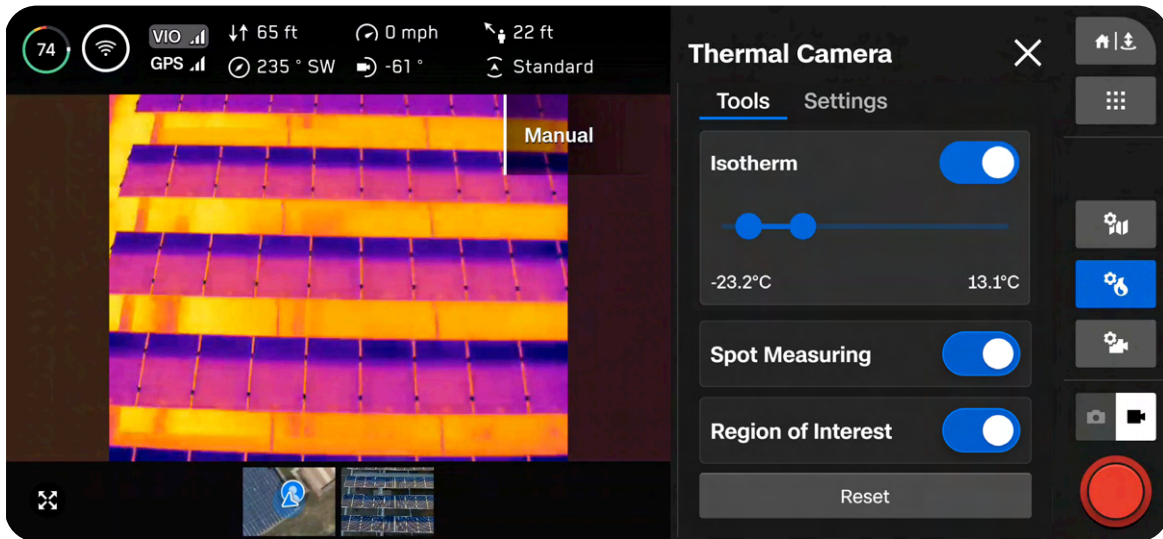 74
VIO
GPS
65 ft
0 mph
22 ft
235 ° SW
-61 °
Standard
Manual
Thermal Camera
Tools
Settings
Isotherm
-23.2°C
13.1°C
Spot Measuring
Region of Interest
Reset